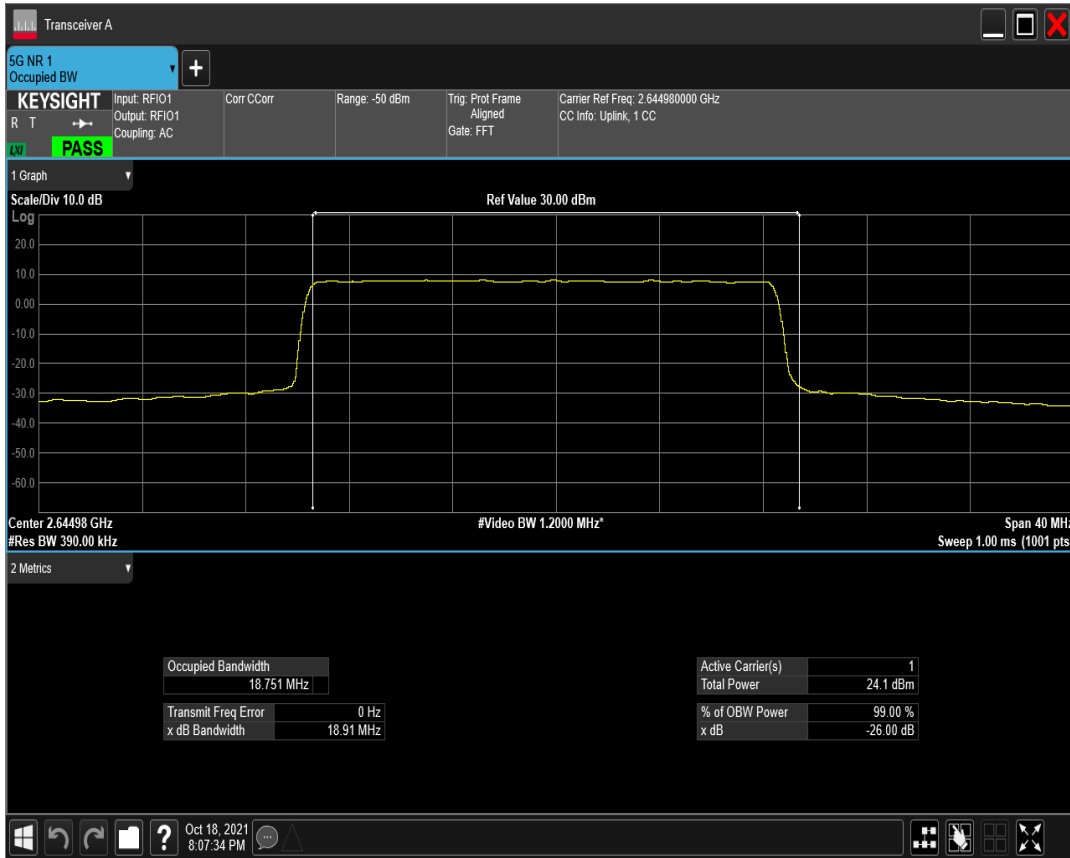 Transceiver A
5G NR 1
Occupied BW
KEYSIGHT
R T
LXI
PASS
Input: RFIO1
Output: RFIO1
Coupling: AC
Corr CCorr
Range: -50 dBm
Trig: Prot Frame
Aligned
Gate: FFT
Carrier Ref Freq: 2.644980000 GHz
CC Info: Uplink, 1 CC
1 Graph
Scale/Div 10.0 dB
Ref Value 30.00 dBm
Log
20.0
10.0
0.00
-10.0
-20.0
-30.0
-40.0
-50.0
-60.0
Center 2.64498 GHz
#Video BW 1.2000 MHz*
Span 40 MHz
#Res BW 390.00 kHz
Sweep 1.00 ms (1001 pts
2 Metrics
Occupied Bandwidth
18.751 MHz
Transmit Freq Error 0 Hz
x dB Bandwidth 18.91 MHz
Active Carrier(s) 1
Total Power 24.1 dBm
% of OBW Power 99.00 %
x dB -26.00 dB
?
Oct 18, 2021
8:07:34 PM